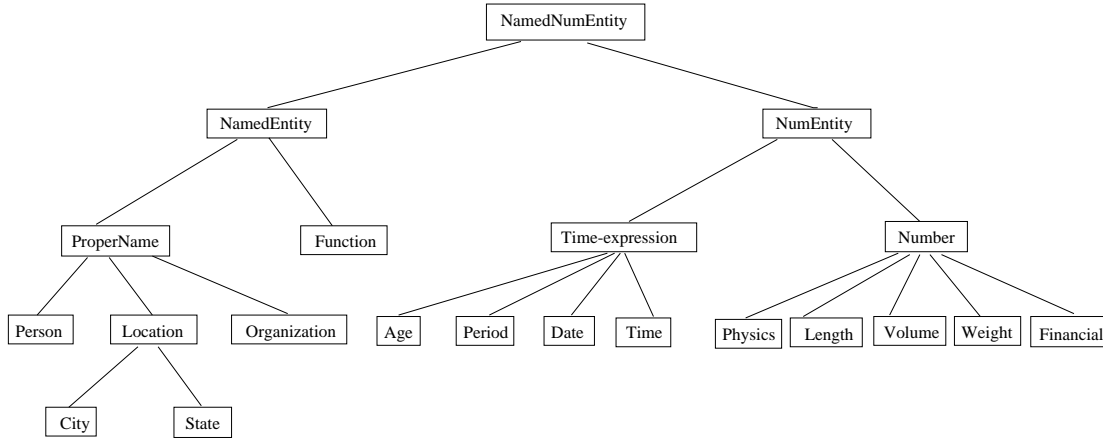 NamedNumEntity
NamedEntity
NumEntity
ProperName
Function
Time-expression
Number
Person
Location
Organization
Age
Period
Date
Time
Physics
Length
Volume
Weight
Financial
City
State